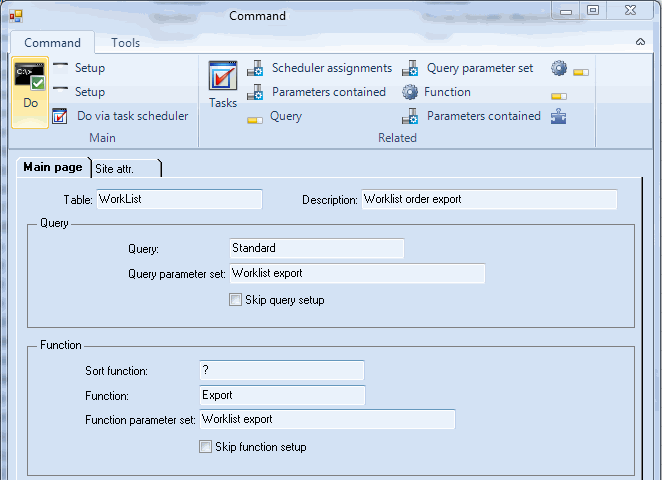 Command
Command Tools
C:\>
Do
Setup
Setup
Do via task scheduler
Main
Tasks
Scheduler assignments
Parameters contained
Query
Query parameter set
Function
Parameters contained
Related
Main page Site attr.
Table: WorkList Description: Worklist order export
Query
Query: Standard
Query parameter set: Worklist export
Skip query setup
Function
Sort function: ?
Function: Export
Function parameter set: Worklist export
Skip function setup